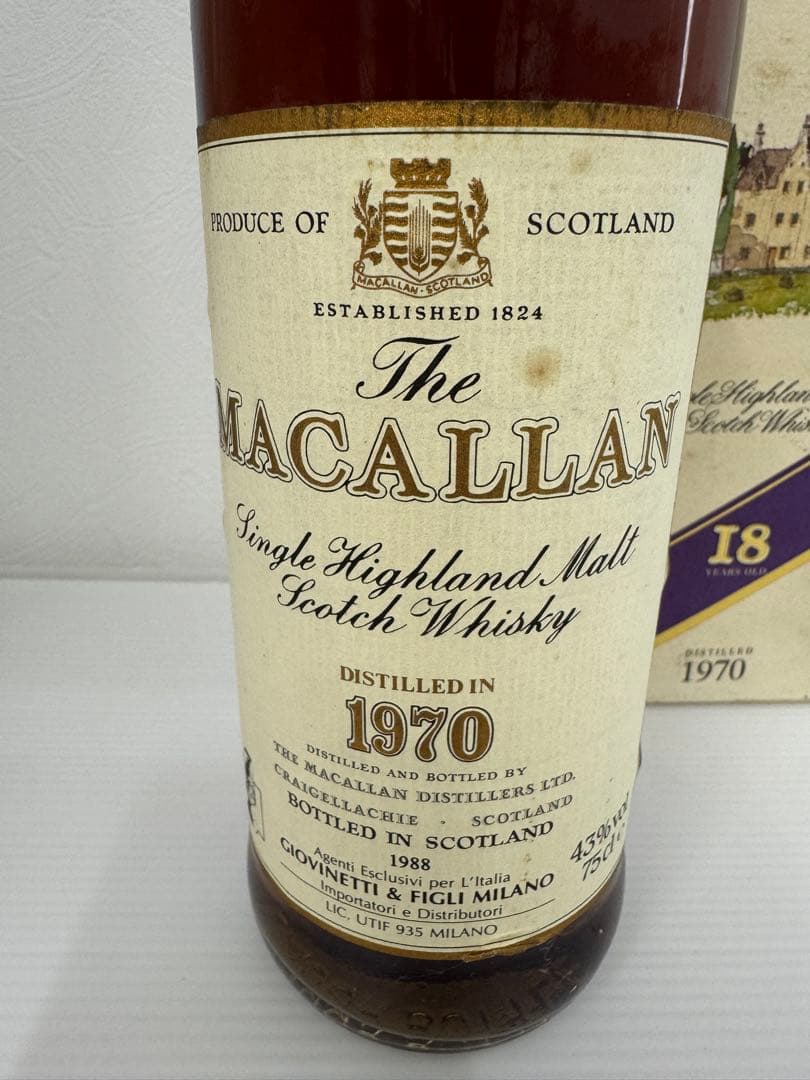 PRODUCE OF SCOTLAND
MACALLAN-SCOTLAND
ESTABLISHED 1824
The
MACALLAN
Single Highland Malt
Scotch Whisky
DISTILLED IN
1970
DISTILLED AND BOTTLED BY
THE MACALLAN DISTILLERS LTD.
CRAIGELLACHIE · SCOTLAND
BOTTLED IN SCOTLAND
1988
Agenti Esclusivi per L'Italia
GIOVINETTI & FIGLI MILANO
Importatori e Distributori
LIC. UTIF 935 MILANO
43% vol
75cl
18
YEARS OLD
DISTILLED
1970